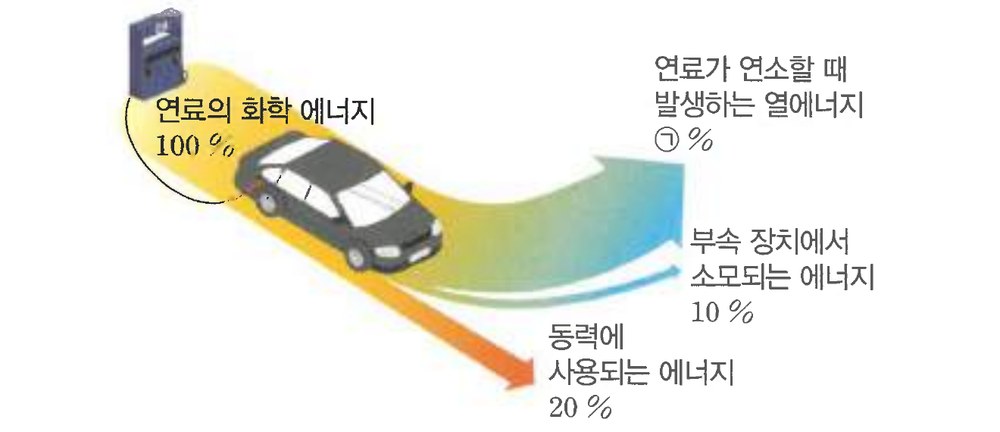 연료의 화학 에너지
100 %
연료가 연소할 때
발생하는 열에너지
㉠ %
부속 장치에서
소모되는 에너지
10 %
동력에
사용되는 에너지
20 %